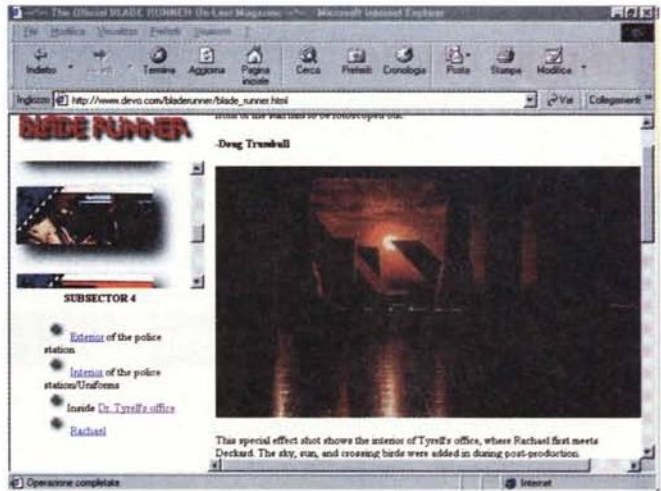 The Official BLADE RUNNER On-Line Magazine - Microsoft Internet Explorer
File Modifica Visualizza Preferiti Strumenti ?
Indietro Termina Aggiorna Pagina iniziale Cerca Preferiti Cronologia Posta Stampa Modifica
Indirizzo http://www.devo.com/bladerunner/blade_runner.html Vai Collegamenti
BLADE RUNNER
-Doug Trumbull
SUBSECTOR 4
Exterior of the police
station
Interior of the police
station/Uniforms
Inside Dr. Tyrell's office
Rachael
This special effect shot shows the interior of Tyrell's office, where Rachael first meets
Deckard. The sky, sun, and crossing birds were added in during post-production.
Operazione completata
Internet